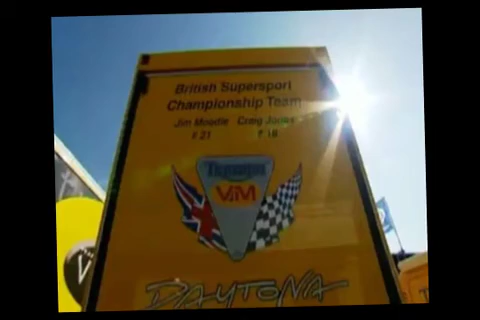 British Supersport
Championship Team
Jim Moodie Craig Jones
# 21 # 18
Triumph
V&M
DAYTONA
V